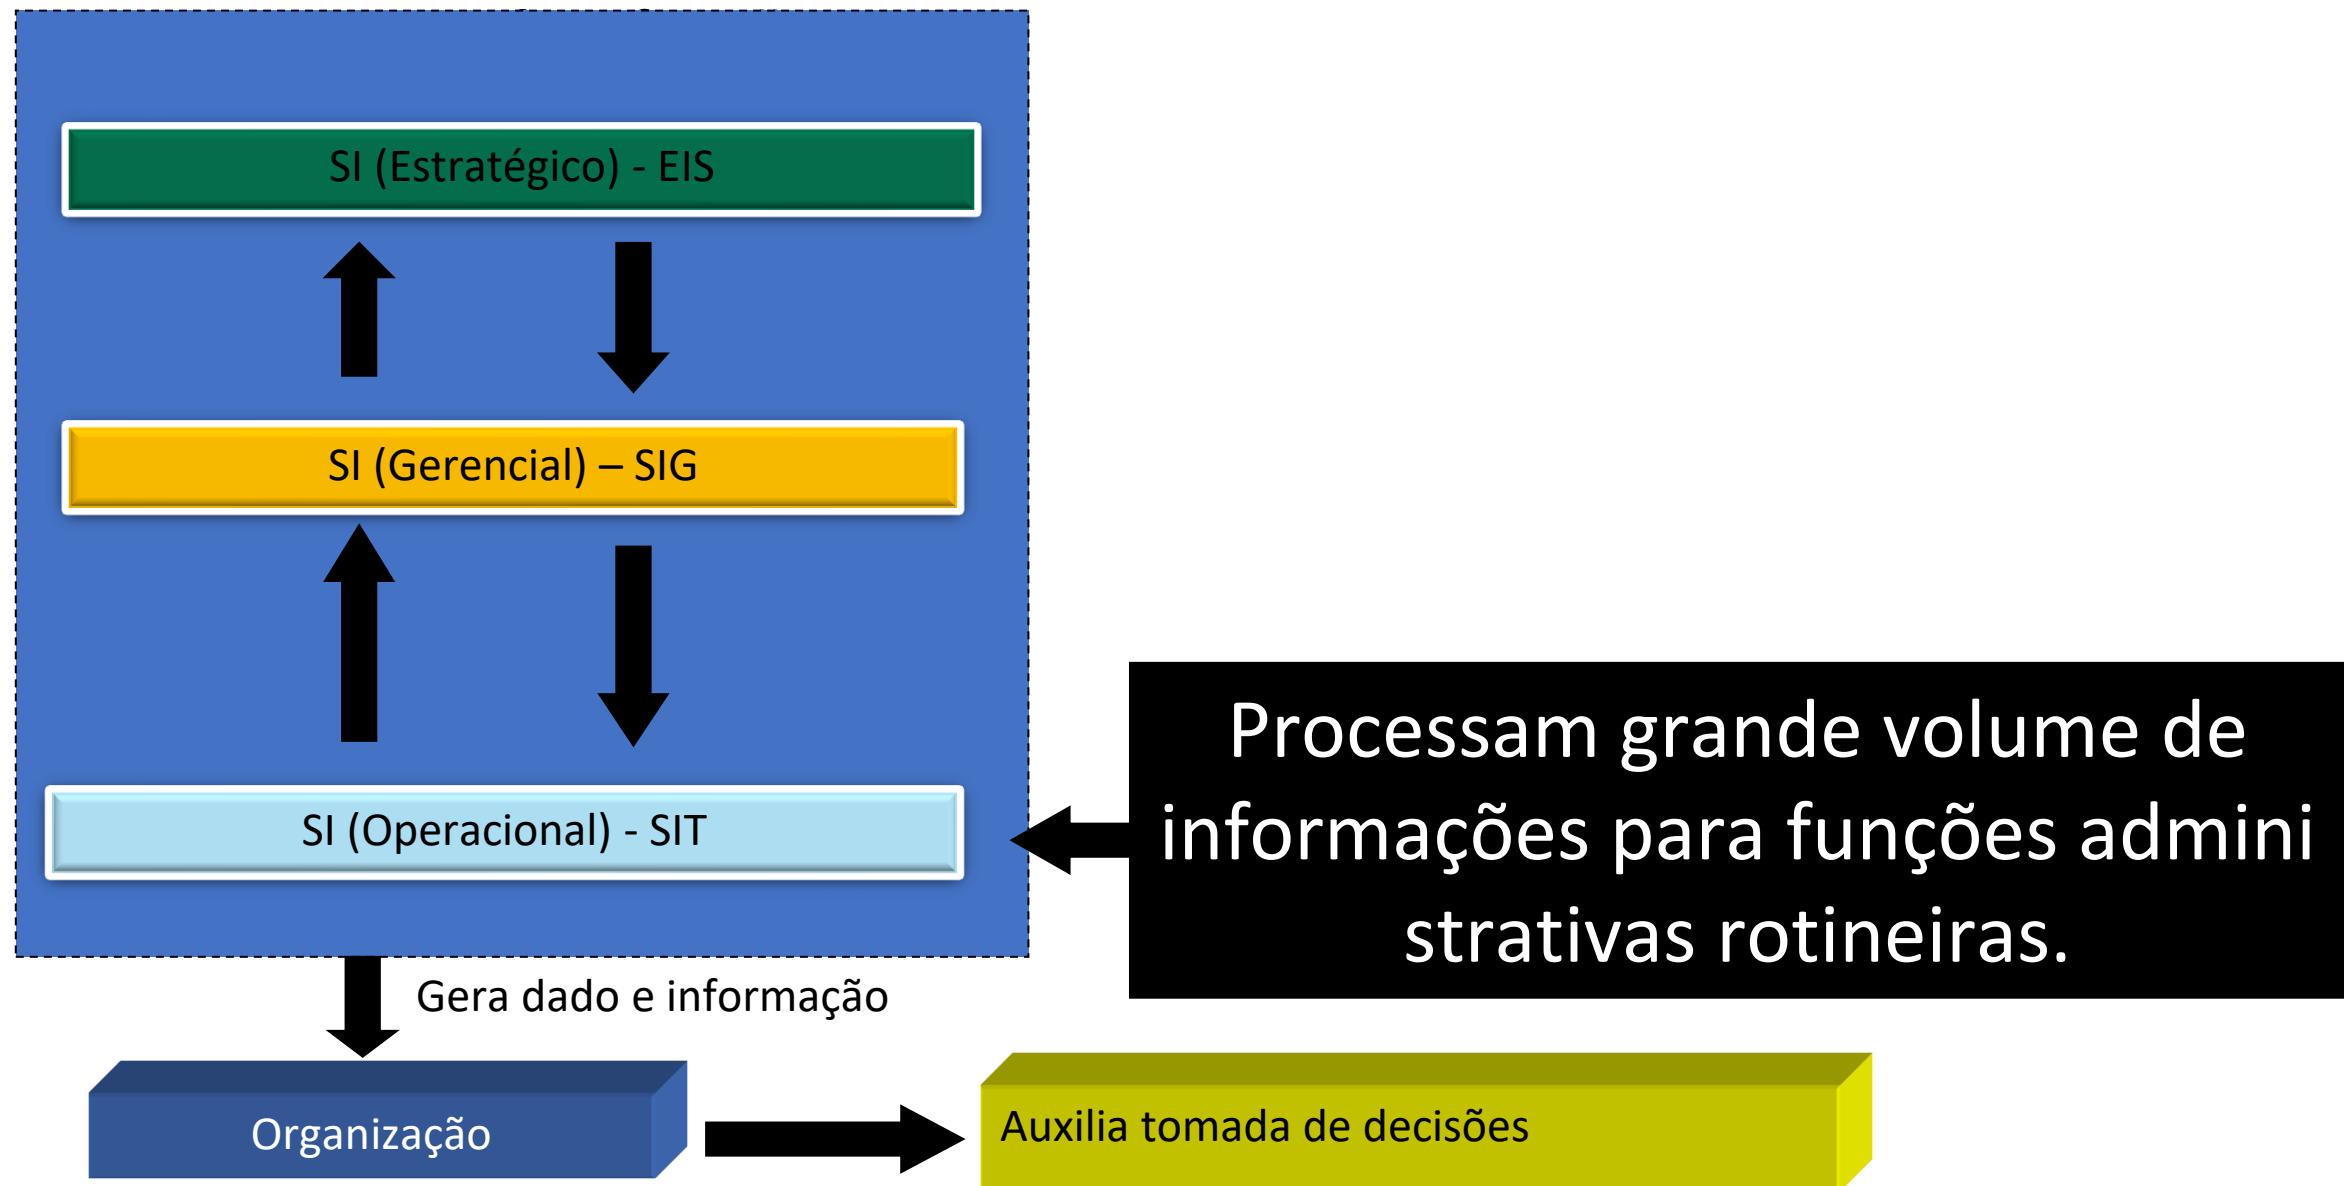 SI (Estratégico) - EIS
SI (Gerencial) – SIG
SI (Operacional) - SIT
Processam grande volume de
informações para funções admini
strativas rotineiras.
Gera dado e informação
Organização
Auxilia tomada de decisões